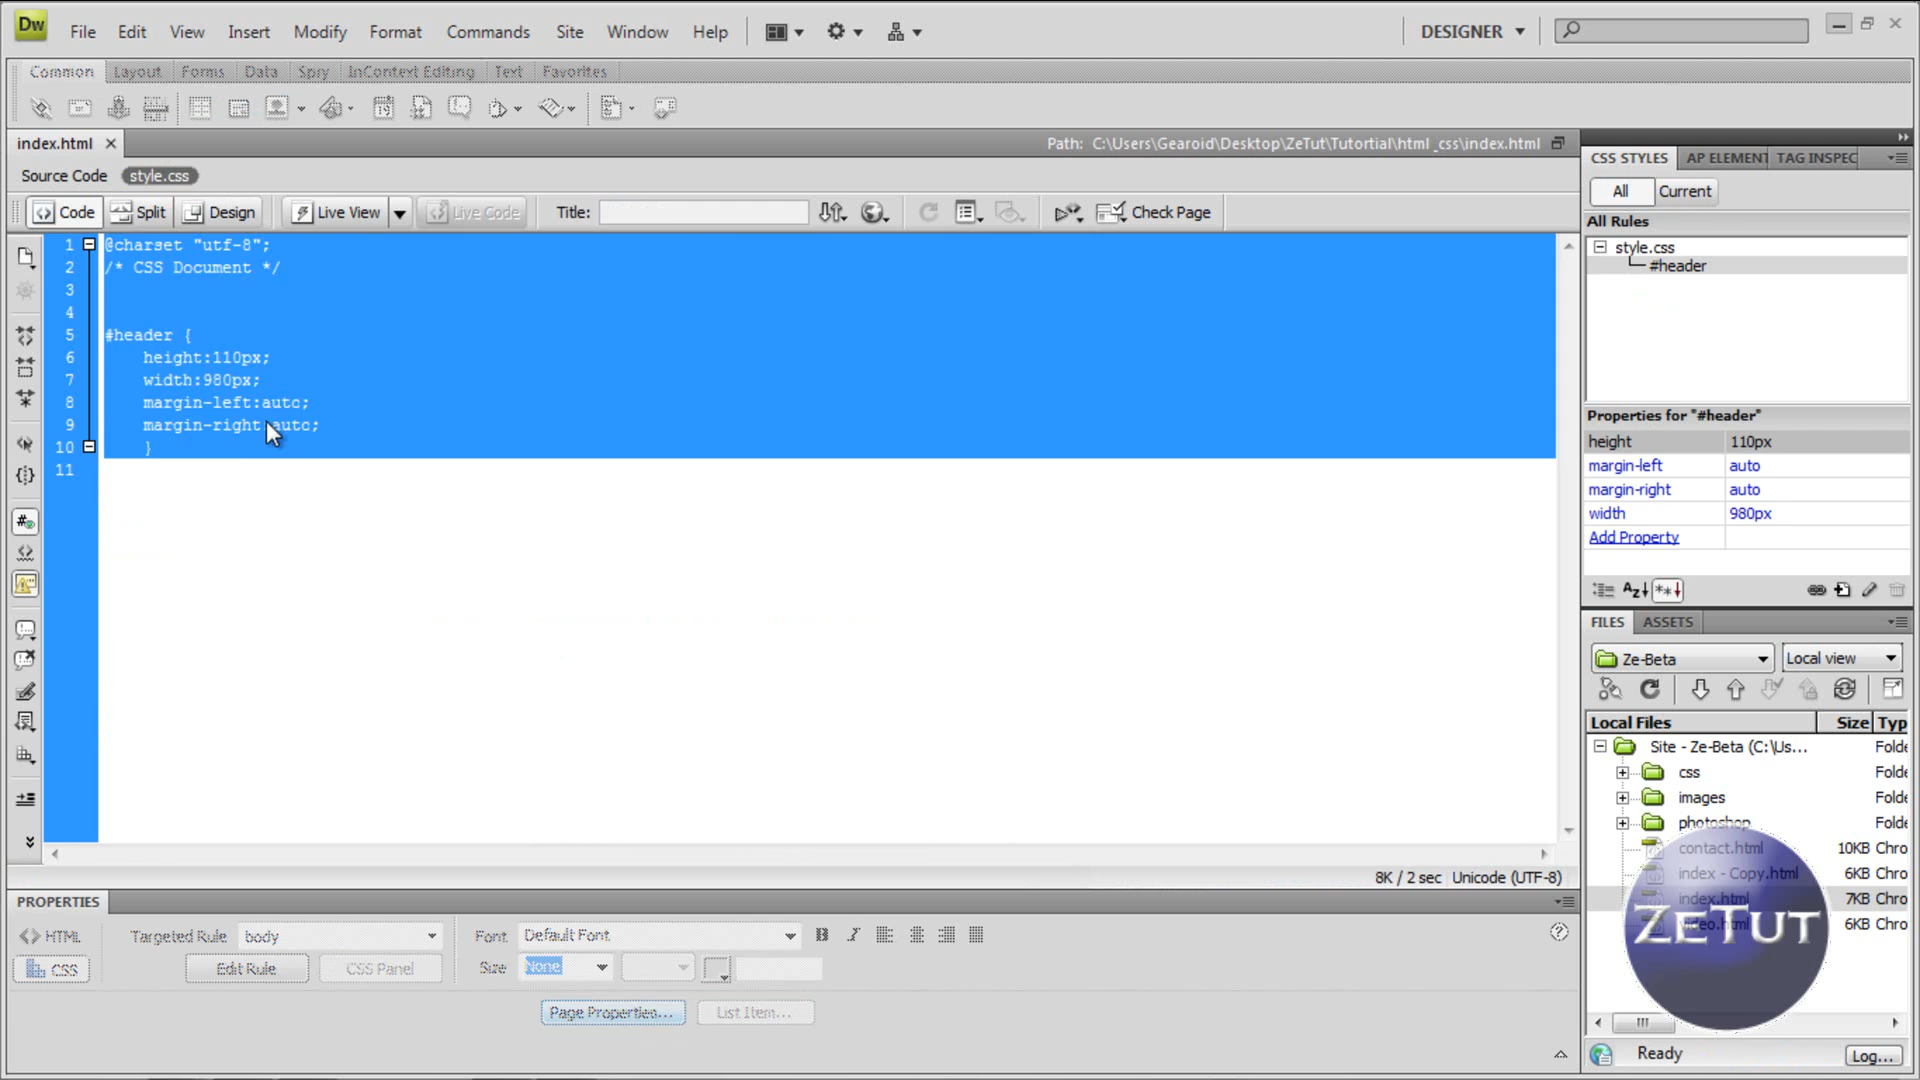 Dw File Edit View Insert Modify Format Commands Site Window Help DESIGNER
Common Layout Forms Data Spry InContext Editing Text Favorites
index.html Path: C:\Users\Gearoid\Desktop\ZeTut\Tutortial\html _css\index.html
Source Code style.css
Code Split Design Live View Live Code Title: Check Page
1 @charset "utf-8";
2 /* CSS Document */
3
4
5 #header {
6 height:110px;
7 width:980px;
8 margin-left:auto;
9 margin-right:auto;
10 }
11
8K / 2 sec Unicode (UTF-8)
PROPERTIES
HTML Targeted Rule body Font Default Font
CSS Edit Rule CSS Panel Size None
Page Properties... List Item...
CSS STYLES AP ELEMENT TAG INSPEC
All Current
All Rules
style.css
#header
Properties for "#header"
height 110px
margin-left auto
margin-right auto
width 980px
Add Property
FILES ASSETS
Ze-Beta Local view
Local Files Size Typ
Site - Ze-Beta (C:\Us... Folde
css Folde
images Folde
photoshop Folde
contact.html 10KB Chro
index - Copy.html 6KB Chro
index.html 7KB Chro
video.html 6KB Chro
ZeTut
Ready Log...